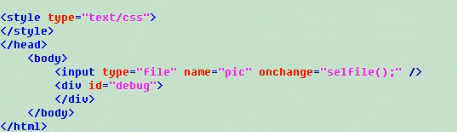 <style type="text/css">
</style>
</head>
<body>
<input type="file" name="pic" onchange="selfile();" />
<div id="debug">
</div>
</body>
</html>